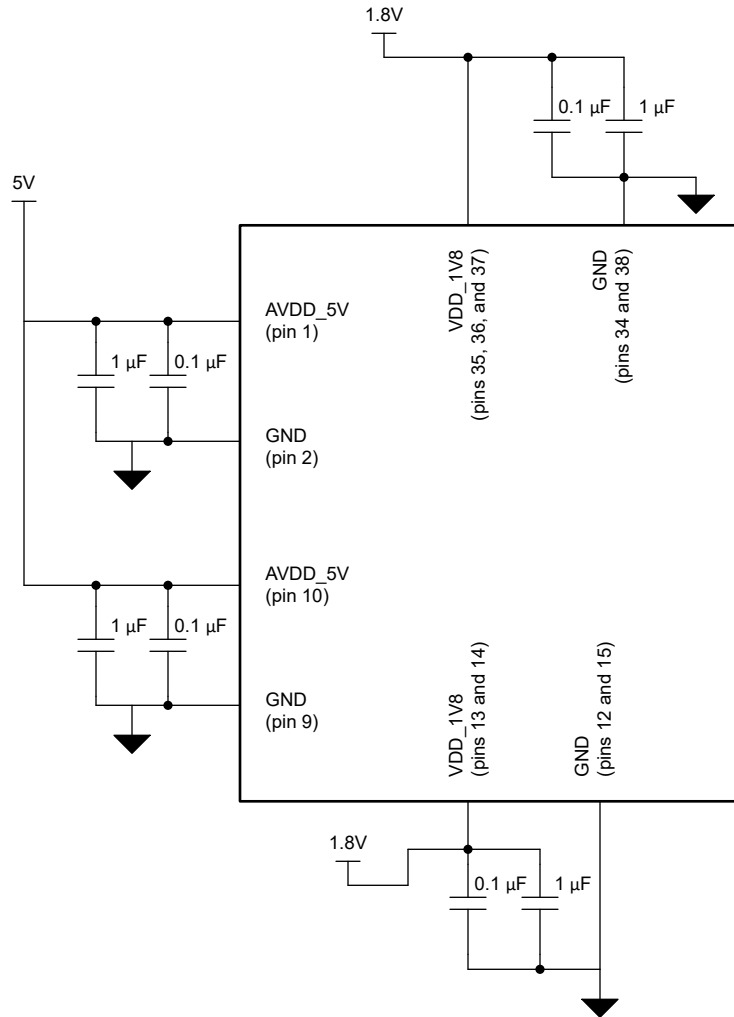 1.8V
0.1 µF
1 µF
5V
VDD_1V8
(pins 35, 36, and 37)
GND
(pins 34 and 38)
AVDD_5V
(pin 1)
1 µF
0.1 µF
GND
(pin 2)
AVDD_5V
(pin 10)
1 µF
0.1 µF
GND
(pin 9)
VDD_1V8
(pins 13 and 14)
GND
(pins 12 and 15)
1.8V
0.1 µF
1 µF